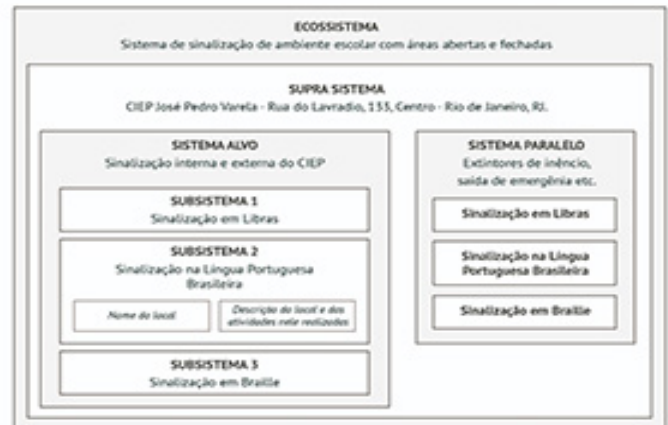 ECOSSISTEMA
Sistema de sinalização de ambiente escolar com áreas abertas e fechadas
SUPRA SISTEMA
CIEP José Pedro Varela - Rua do Lavradio, 133, Centro - Rio de Janeiro, RJ.
SISTEMA ALVO
Sinalização interna e externa do CIEP
SUBSISTEMA 1
Sinalização em Libras
SUBSISTEMA 2
Sinalização na Língua Portuguesa
Brasileira
Nome do local
Descrição do local e das
atividades nele realizadas
SUBSISTEMA 3
Sinalização em Braille
SISTEMA PARALELO
Extintores de inêncio,
saída de emergênia etc.
Sinalização em Libras
Sinalização na Língua
Portuguesa Brasileira
Sinalização em Braille